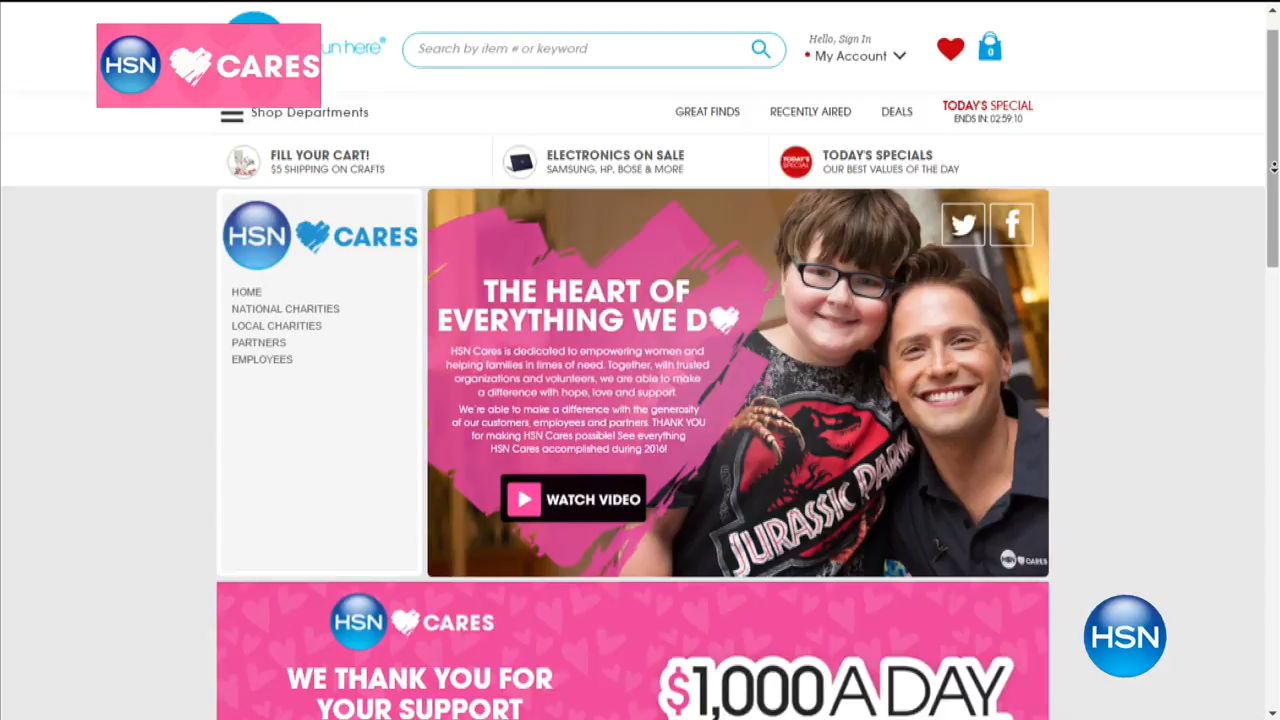 HSN CARES
un here®
Search by item # or keyword
Hello, Sign In
My Account
0
Shop Departments
GREAT FINDS
RECENTLY AIRED
DEALS
TODAY'S SPECIAL
ENDS IN: 02:59:10
FILL YOUR CART!
$5 SHIPPING ON CRAFTS
ELECTRONICS ON SALE
SAMSUNG, HP, BOSE & MORE
TODAY'S SPECIAL
TODAY'S SPECIALS
OUR BEST VALUES OF THE DAY
HSN CARES
HOME
NATIONAL CHARITIES
LOCAL CHARITIES
PARTNERS
EMPLOYEES
THE HEART OF
EVERYTHING WE D
HSN Cares is dedicated to empowering women and
helping families in times of need. Together, with trusted
organizations and volunteers, we are able to make
a difference with hope, love and support.
We're able to make a difference with the generosity
of our customers, employees and partners. THANK YOU
for making HSN Cares possible! See everything
HSN Cares accomplished during 2016!
WATCH VIDEO
JURASSIC PARK
HSN CARES
HSN CARES
WE THANK YOU FOR
YOUR SUPPORT
$1,000 A DAY
HSN